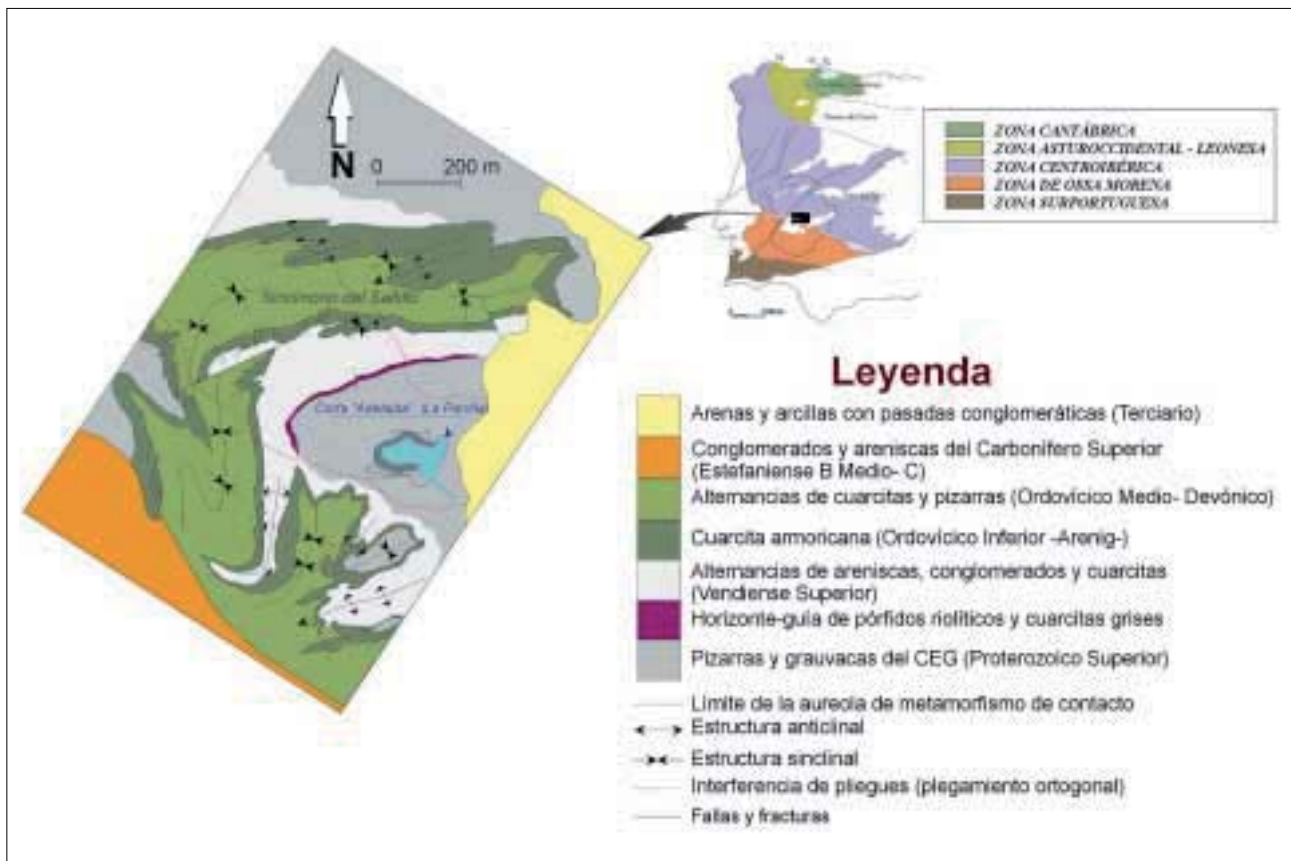 N
0 200 m
Sinclinorio del
ZONA CANTÁBRICA
ZONA ASTUROCCIDENTAL - LEONESA
ZONA CENTROIBÉRICA
ZONA DE OSSA MORENA
ZONA SURPORTUGUESA
Leyenda
Arenas y arcillas con pasadas conglomeráticas (Terciario)
Conglomerados y areniscas del Carbonífero Superior
(Estefaniense B Medio- C)
Alternancias de cuarcitas y pizarras (Ordovícico Medio- Devónico)
Cuarcita armoricana (Ordovícico Inferior -Arenig-)
Alternancias de areniscas, conglomerados y cuarcitas
(Vendiense Superior)
Horizonte-guía de pórfidos riolíticos y cuarcitas grises
Pizarras y grauvacas del CEG (Proterozoico Superior)
Límite de la aureola de metamorfismo de contacto
Estructura anticlinal
Estructura sinclinal
Interferencia de pliegues (plegamiento ortogonal)
Fallas y fracturas